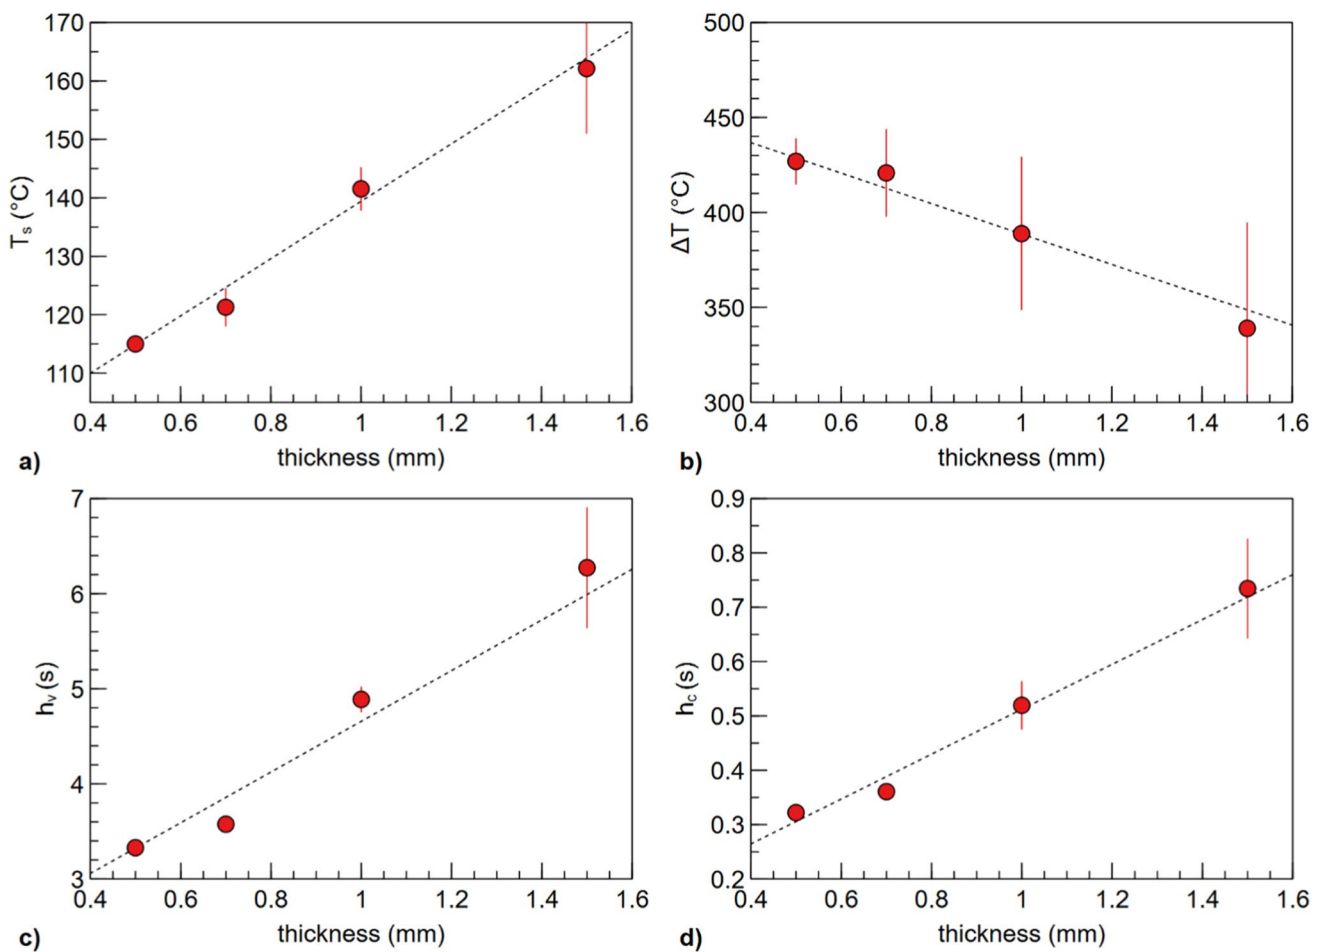 170
160
150
140
130
120
110
Tₛ (°C)
0.4 0.6 0.8 1 1.2 1.4 1.6
thickness (mm)
a)
500
450
400
350
300
ΔT (°C)
0.4 0.6 0.8 1 1.2 1.4 1.6
thickness (mm)
b)
7
6
5
4
3
hᵥ (s)
0.4 0.6 0.8 1 1.2 1.4 1.6
thickness (mm)
c)
0.9
0.8
0.7
0.6
0.5
0.4
0.3
0.2
h_c (s)
0.4 0.6 0.8 1 1.2 1.4 1.6
thickness (mm)
d)